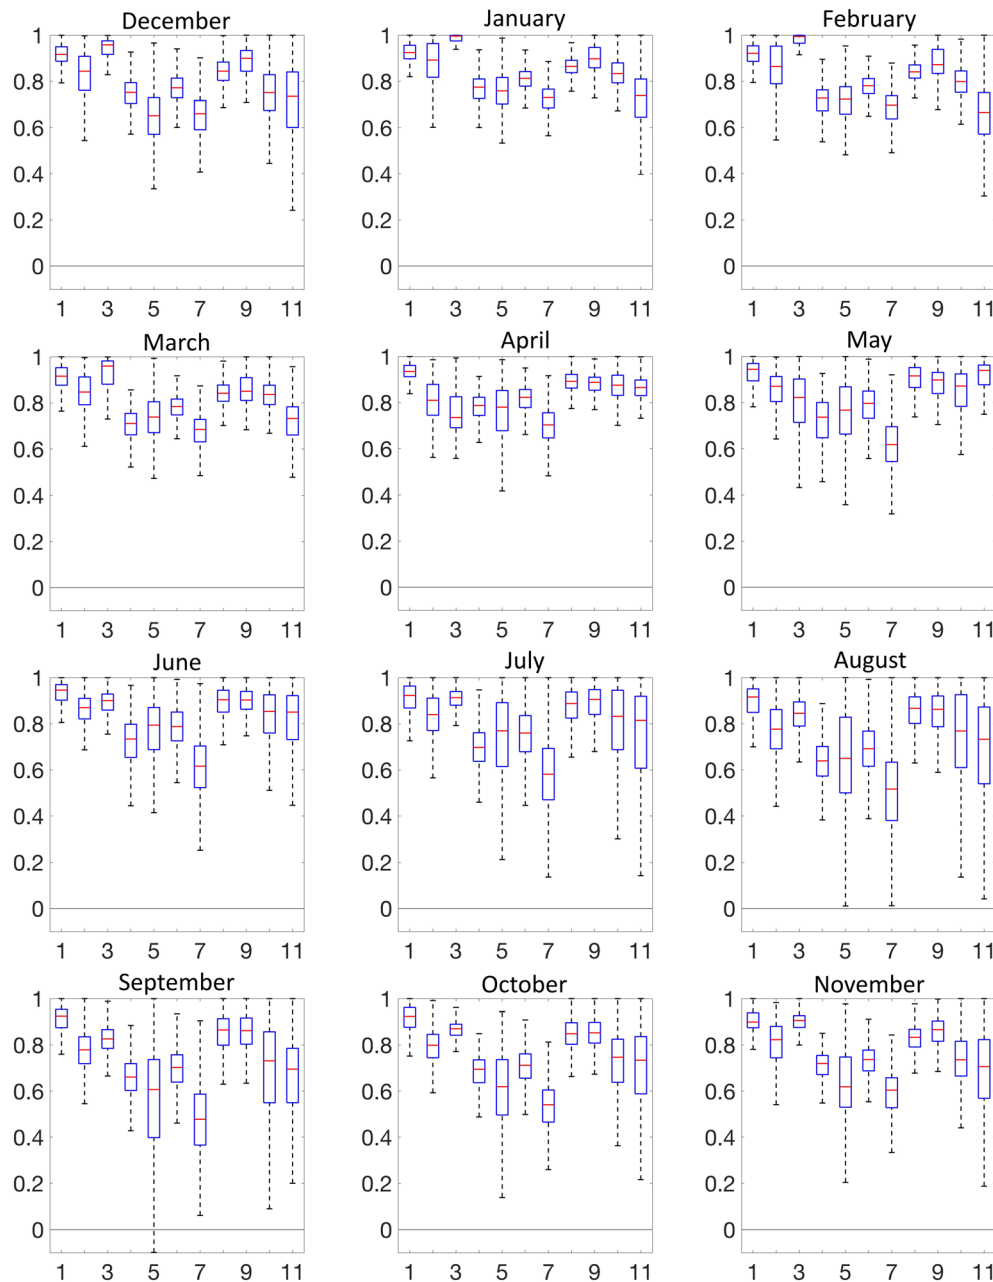 December January February
1 1 1
0.8 0.8 0.8
0.6 0.6 0.6
0.4 0.4 0.4
0.2 0.2 0.2
0 0 0
1 3 5 7 9 11 1 3 5 7 9 11 1 3 5 7 9 11
March April May
1 1 1
0.8 0.8 0.8
0.6 0.6 0.6
0.4 0.4 0.4
0.2 0.2 0.2
0 0 0
1 3 5 7 9 11 1 3 5 7 9 11 1 3 5 7 9 11
June July August
1 1 1
0.8 0.8 0.8
0.6 0.6 0.6
0.4 0.4 0.4
0.2 0.2 0.2
0 0 0
1 3 5 7 9 11 1 3 5 7 9 11 1 3 5 7 9 11
September October November
1 1 1
0.8 0.8 0.8
0.6 0.6 0.6
0.4 0.4 0.4
0.2 0.2 0.2
0 0 0
1 3 5 7 9 11 1 3 5 7 9 11 1 3 5 7 9 11